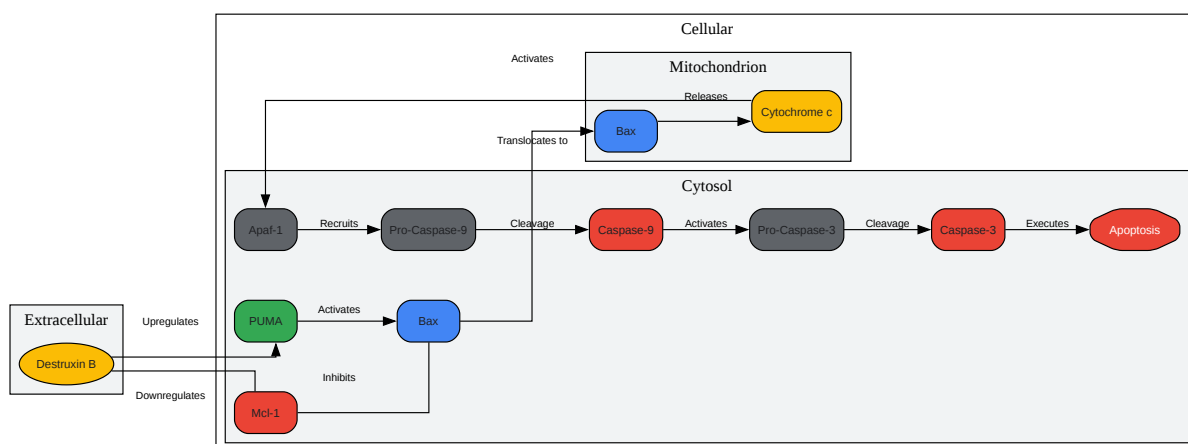 Cellular
Activates
Mitochondrion
Releases
Cytochrome c
Bax
Translocates to
Cytosol
Apaf-1
Recruits
Pro-Caspase-9
Cleavage
Caspase-9
Activates
Pro-Caspase-3
Cleavage
Caspase-3
Executes
Apoptosis
Extracellular
Destruxin B
Upregulates
PUMA
Activates
Bax
Downregulates
Mcl-1
Inhibits